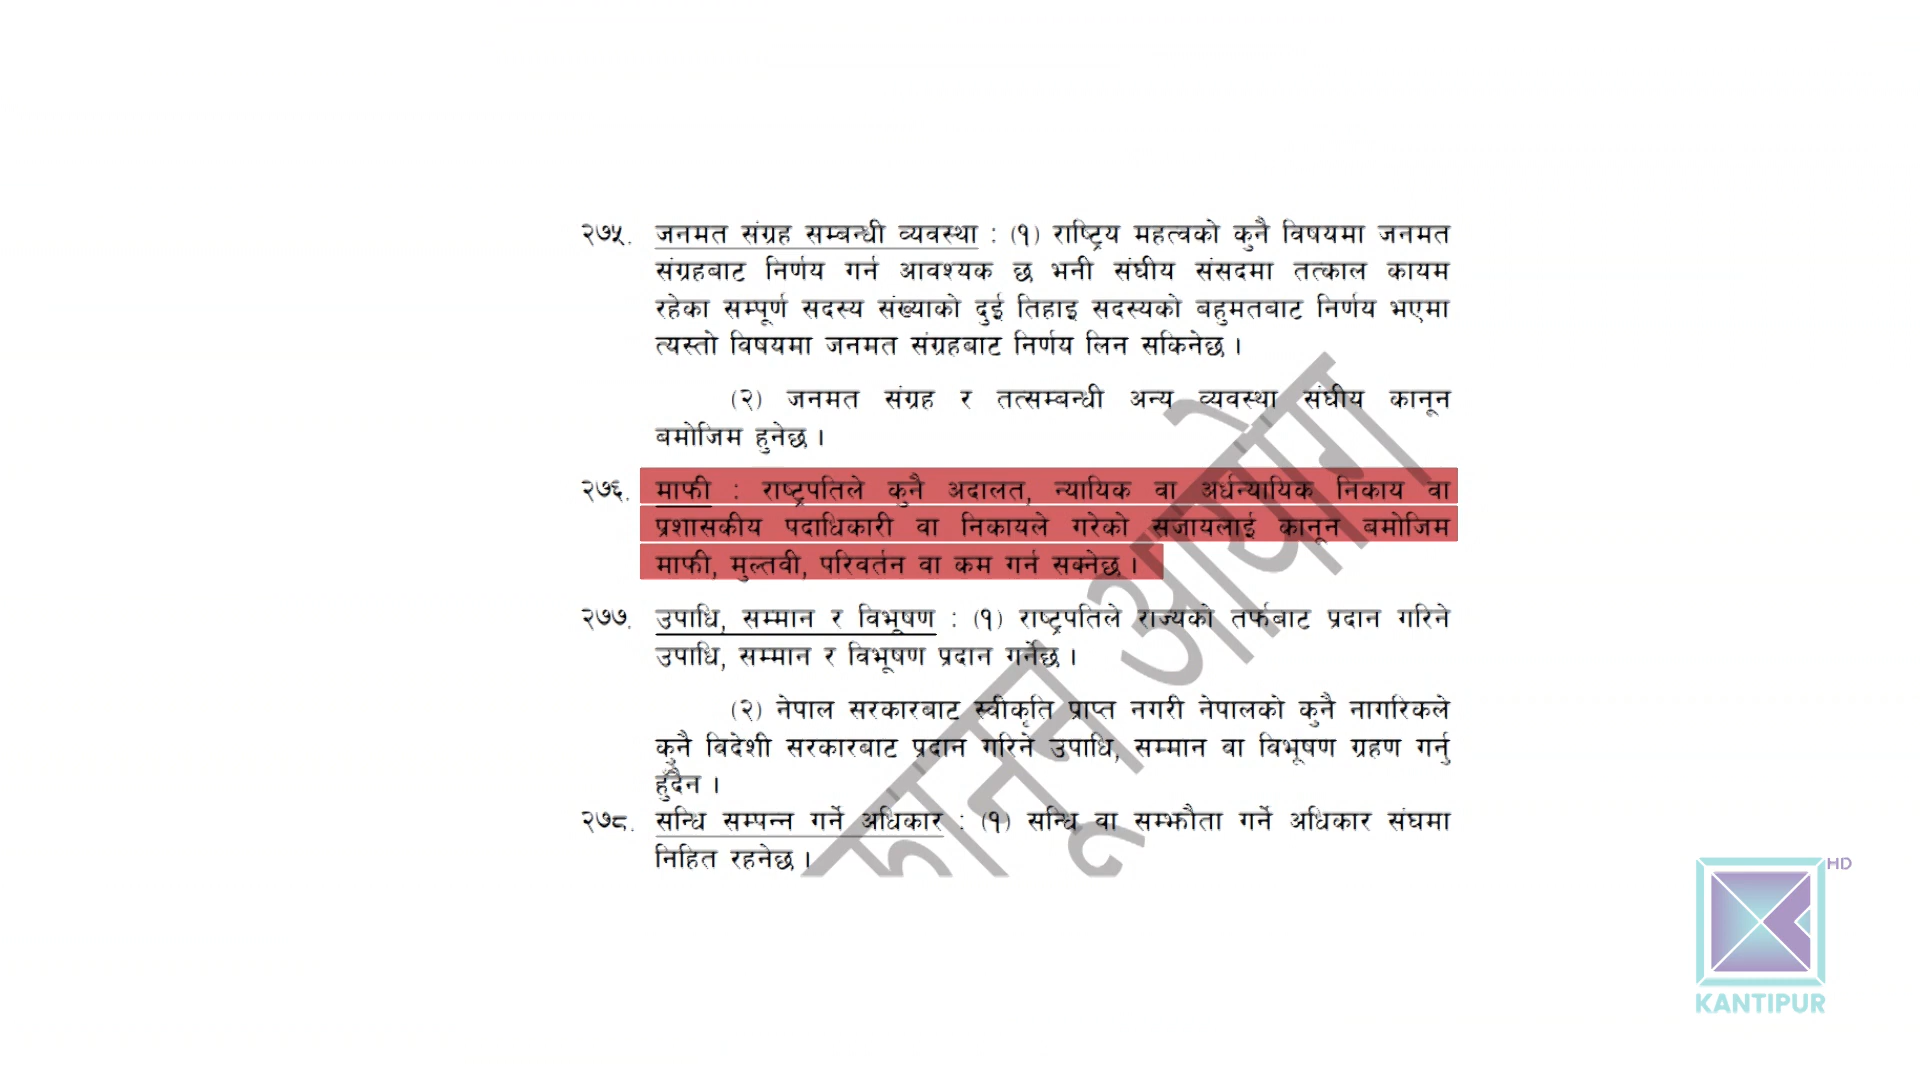 २७५. जनमत संग्रह सम्बन्धी व्यवस्था : (१) राष्ट्रिय महत्वको कुनै विषयमा जनमत
संग्रहबाट निर्णय गर्न आवश्यक छ भनी संघीय संसदमा तत्काल कायम
रहेका सम्पूर्ण सदस्य संख्याको दुई तिहाइ सदस्यको बहुमतबाट निर्णय भएमा
त्यस्तो विषयमा जनमत संग्रहबाट निर्णय लिन सकिनेछ ।
(२) जनमत संग्रह र तत्सम्बन्धी अन्य व्यवस्था संघीय कानून
बमोजिम हुनेछ ।
२७६. माफी : राष्ट्रपतिले कुनै अदालत, न्यायिक वा अर्धन्यायिक निकाय वा
प्रशासकीय पदाधिकारी वा निकायले गरेको सजायलाई कानून बमोजिम
माफी, मुल्तवी, परिवर्तन वा कम गर्न सक्नेछ ।
२७७. उपाधि, सम्मान र विभूषण : (१) राष्ट्रपतिले राज्यको तर्फबाट प्रदान गरिने
उपाधि, सम्मान र विभूषण प्रदान गर्नेछ ।
(२) नेपाल सरकारबाट स्वीकृति प्राप्त नगरी नेपालको कुनै नागरिकले
कुनै विदेशी सरकारबाट प्रदान गरिने उपाधि, सम्मान वा विभूषण ग्रहण गर्नु
हुँदैन ।
२७८. सन्धि सम्पन्न गर्ने अधिकार : (१) सन्धि वा सम्झौता गर्ने अधिकार संघमा
निहित रहनेछ ।
कानून आयोग
HD
KANTIPUR